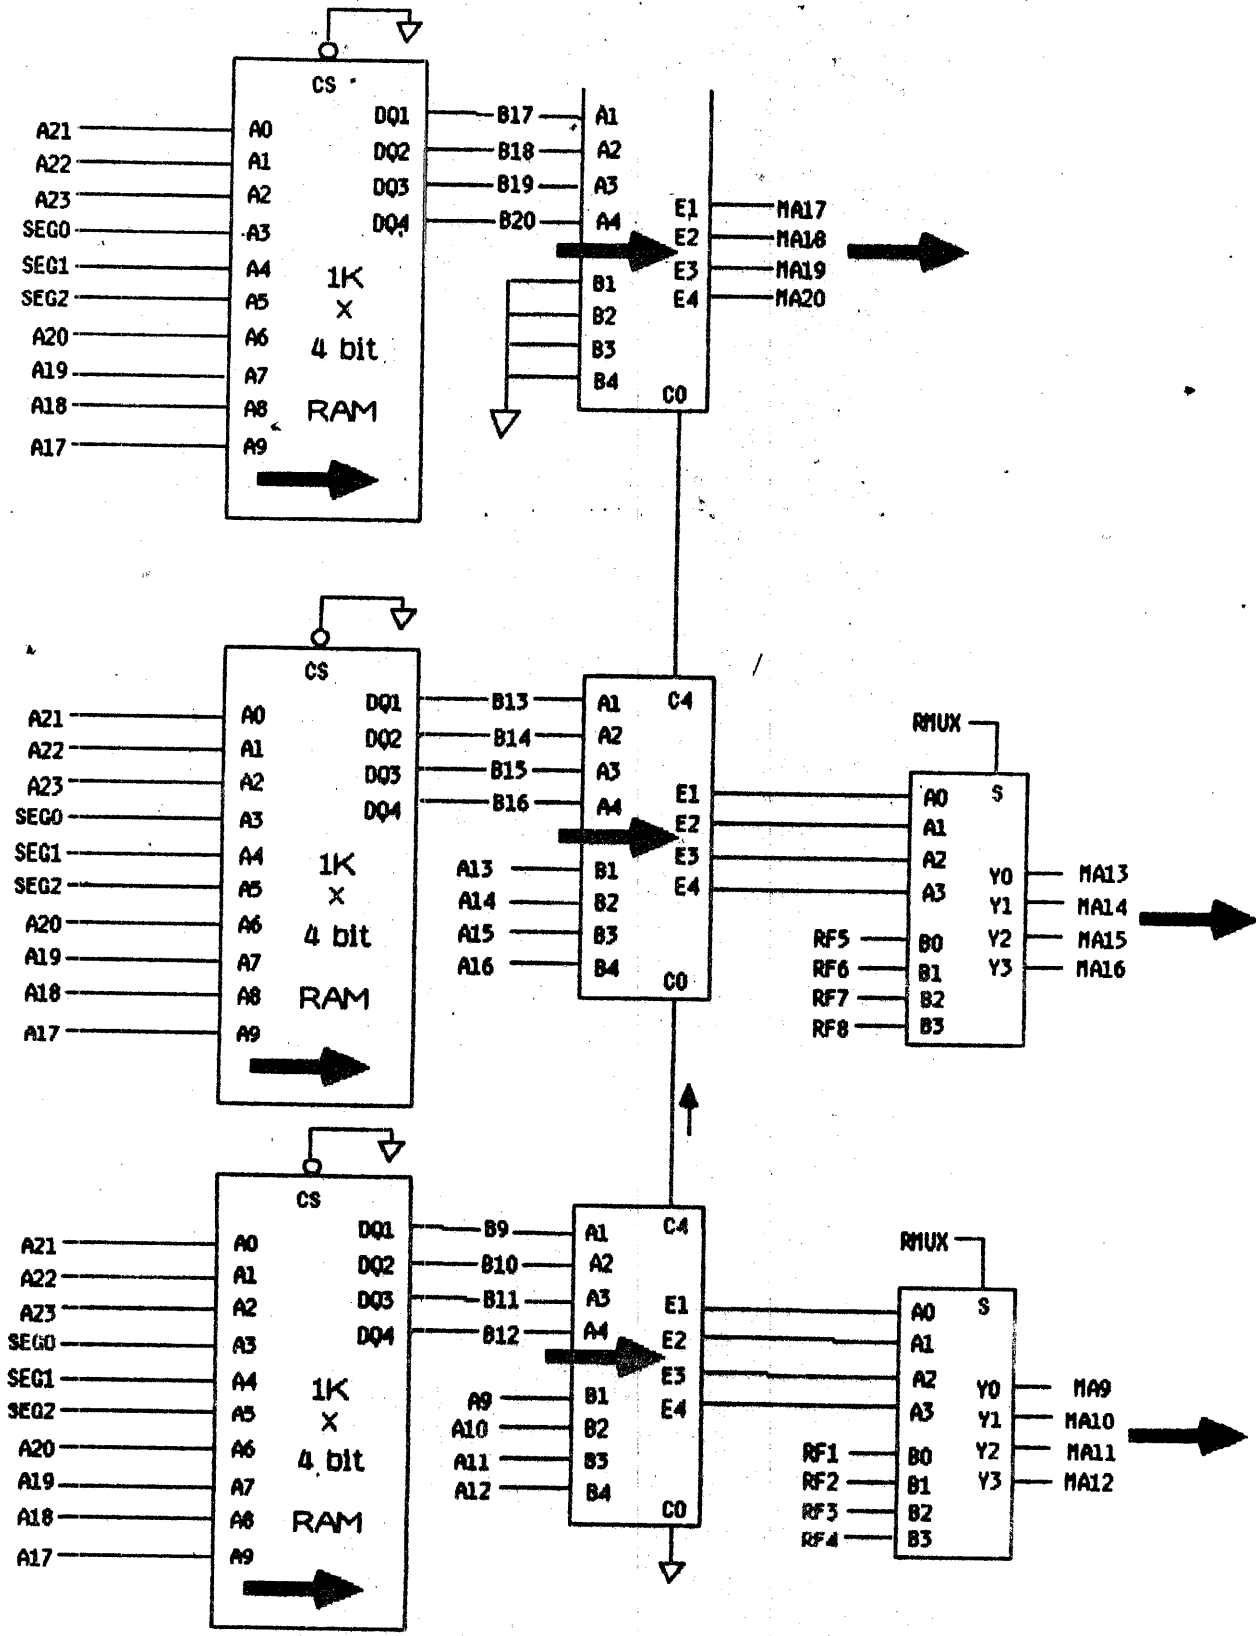 CS
A21 A0 DQ1 B17 A1
A22 A1 DQ2 B18 A2
A23 A2 DQ3 B19 A3
SEG0 A3 DQ4 B20 A4 E1 MA17
SEG1 A4 E2 MA18
SEG2 A5 1K B1 E3 MA19
A20 A6 X B2 E4 MA20
A19 A7 4 bit B3
A18 A8 RAM B4 C0
A17 A9
CS
A21 A0 DQ1 B13 A1 C4
A22 A1 DQ2 B14 A2 RMUX
A23 A2 DQ3 B15 A3
SEG0 A3 DQ4 B16 A4 E1 A0 S
SEG1 A4 E2 A1
SEG2 A5 1K A13 B1 E3 A2
A20 A6 X A14 B2 E4 A3 Y0 MA13
A19 A7 4 bit A15 B3 Y1 MA14
A18 A8 RAM A16 B4 RF5 B0 Y2 MA15
A17 A9 C0 RF6 B1 Y3 MA16
RF7 B2
RF8 B3
CS
A21 A0 DQ1 B9 A1 C4
A22 A1 DQ2 B10 A2 RMUX
A23 A2 DQ3 B11 A3
SEG0 A3 DQ4 B12 A4 E1 A0 S
SEG1 A4 E2 A1
SEG2 A5 1K A9 B1 E3 A2
A20 A6 X A10 B2 E4 A3 Y0 MA9
A19 A7 4 bit A11 B3 Y1 MA10
A18 A8 RAM A12 B4 RF1 B0 Y2 MA11
A17 A9 C0 RF2 B1 Y3 MA12
RF3 B2
RF4 B3